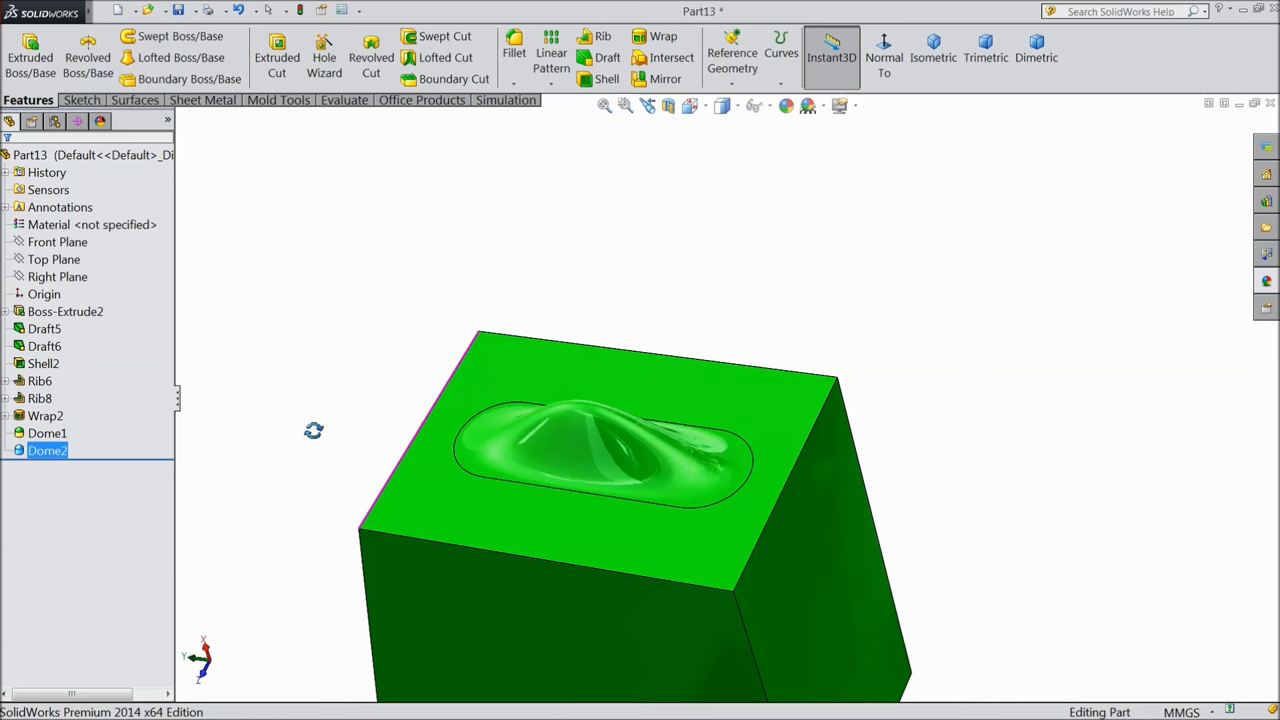 SOLIDWORKS
Part13 *
Search SolidWorks Help
Extruded Boss/Base
Revolved Boss/Base
Swept Boss/Base
Lofted Boss/Base
Boundary Boss/Base
Extruded Cut
Hole Wizard
Revolved Cut
Swept Cut
Lofted Cut
Boundary Cut
Fillet
Linear Pattern
Rib
Draft
Shell
Wrap
Intersect
Mirror
Reference Geometry
Curves
Instant3D
Normal To
Isometric
Trimetric
Dimetric
Features
Sketch
Surfaces
Sheet Metal
Mold Tools
Evaluate
Office Products
Simulation
Part13 (Default<<Default>_Di
History
Sensors
Annotations
Material <not specified>
Front Plane
Top Plane
Right Plane
Origin
Boss-Extrude2
Draft5
Draft6
Shell2
Rib6
Rib8
Wrap2
Dome1
Dome2
X
Y
Z
SolidWorks Premium 2014 x64 Edition
Editing Part
MMGS